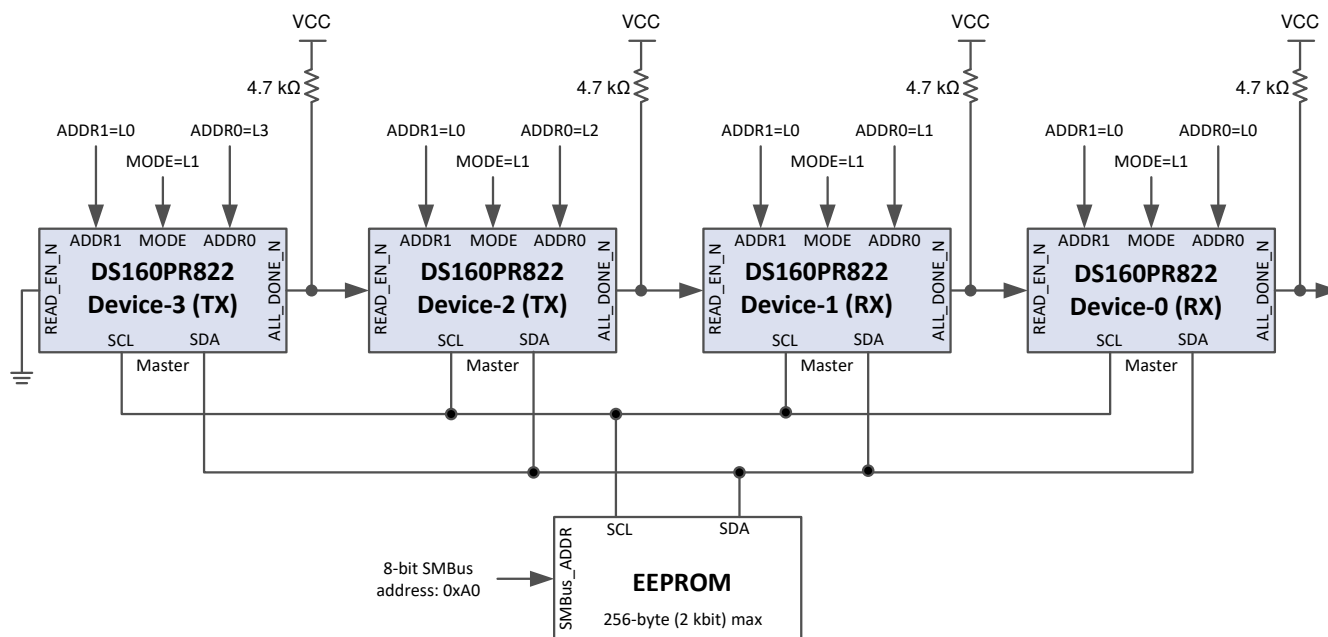 VCC VCC VCC VCC
4.7 kΩ 4.7 kΩ 4.7 kΩ 4.7 kΩ
ADDR1=L0 ADDR0=L3 ADDR1=L0 ADDR0=L2 ADDR1=L0 ADDR0=L1 ADDR1=L0 ADDR0=L0
MODE=L1 MODE=L1 MODE=L1 MODE=L1
READ_EN_N
ADDR1 MODE ADDR0
DS160PR822
Device-3 (TX)
SCL SDA
ALL_DONE_N
Master
READ_EN_N
ADDR1 MODE ADDR0
DS160PR822
Device-2 (TX)
SCL SDA
ALL_DONE_N
Master
READ_EN_N
ADDR1 MODE ADDR0
DS160PR822
Device-1 (RX)
SCL SDA
ALL_DONE_N
Master
READ_EN_N
ADDR1 MODE ADDR0
DS160PR822
Device-0 (RX)
SCL SDA
ALL_DONE_N
Master
8-bit SMBus
address: 0xA0
SMBus_ADDR
SCL SDA
EEPROM
256-byte (2 kbit) max